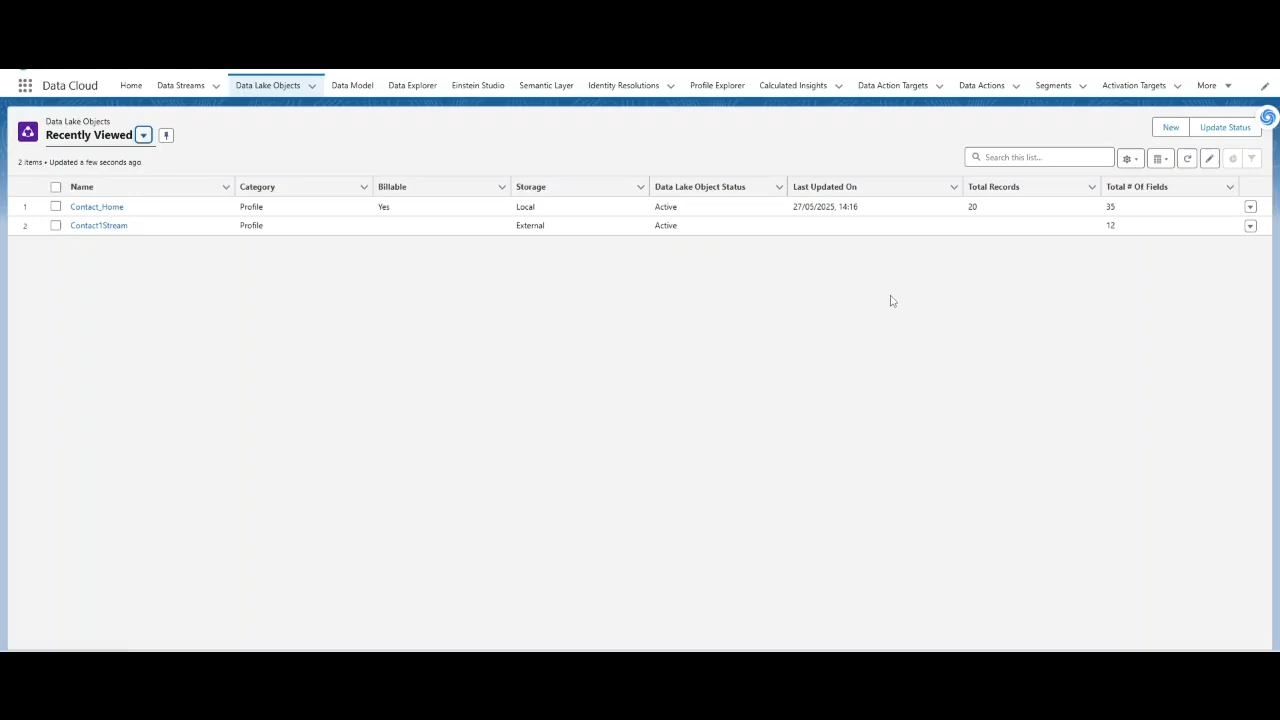 Data Cloud Home Data Streams Data Lake Objects Data Model Data Explorer Einstein Studio Semantic Layer Identity Resolutions Profile Explorer Calculated Insights Data Action Targets Data Actions Segments Activation Targets More
Data Lake Objects
Recently Viewed
New Update Status
2 items • Updated a few seconds ago
Search this list...
Name Category Billable Storage Data Lake Object Status Last Updated On Total Records Total # Of Fields
1 Contact_Home Profile Yes Local Active 27/05/2025, 14:16 20 35
2 Contact1Stream Profile External Active 12